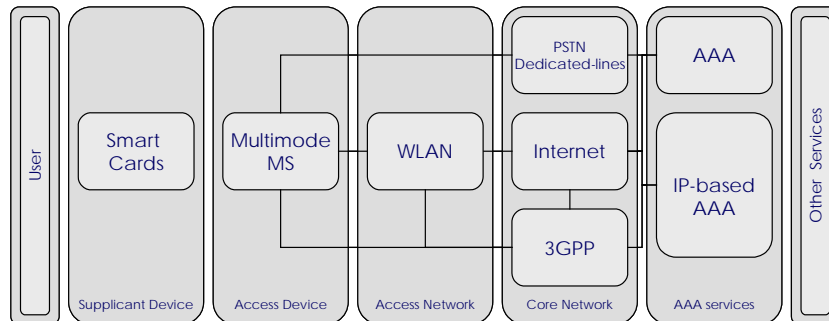 User
Smart
Cards
Supplicant Device
Multimode
MS
Access Device
WLAN
Access Network
PSTN
Dedicated-lines
Internet
3GPP
Core Network
AAA
IP-based
AAA
AAA services
Other Services